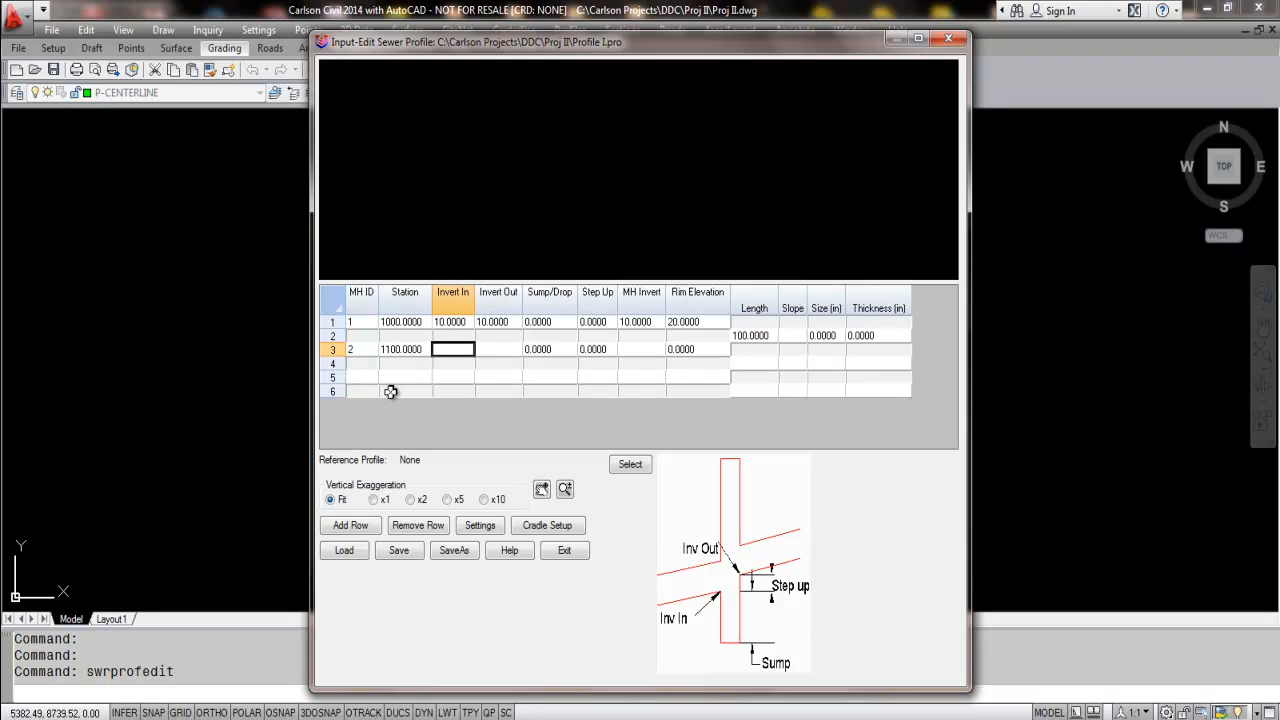 Carlson Civil 2014 with AutoCAD - NOT FOR RESALE [CRD: NONE] C:\Carlson Projects\DDC\Proj II\Proj II.dwg
Sign In
File Edit View Draw Inquiry Settings
Setup Draft Points Surface Grading
P-CENTERLINE
Input-Edit Sewer Profile: C:\Carlson Projects\DDC\Proj II\Profile I.pro
N
W TOP E
S
WCS
MH ID Station Invert In Invert Out Sump/Drop Step Up MH Invert Rim Elevation Length Slope Size (in) Thickness (in)
1 1 1000.0000 10.0000 10.0000 0.0000 0.0000 10.0000 20.0000
2 100.0000 0.0000 0.0000
3 2 1100.0000 0.0000 0.0000 0.0000
4
5
6
Reference Profile: None Select
Vertical Exaggeration
Fit x1 x2 x5 x10
Add Row Remove Row Settings Cradle Setup
Load Save SaveAs Help Exit
Inv Out
Step up
Inv In
Sump
Y
X
Model Layout1
Command:
Command:
Command: swrprofedit
5382.49, 8739.52, 0.00 INFER SNAP GRID ORTHO POLAR OSNAP 3DOSNAP OTRACK DUCS DYN LWT TPY QP SC MODEL 1:1